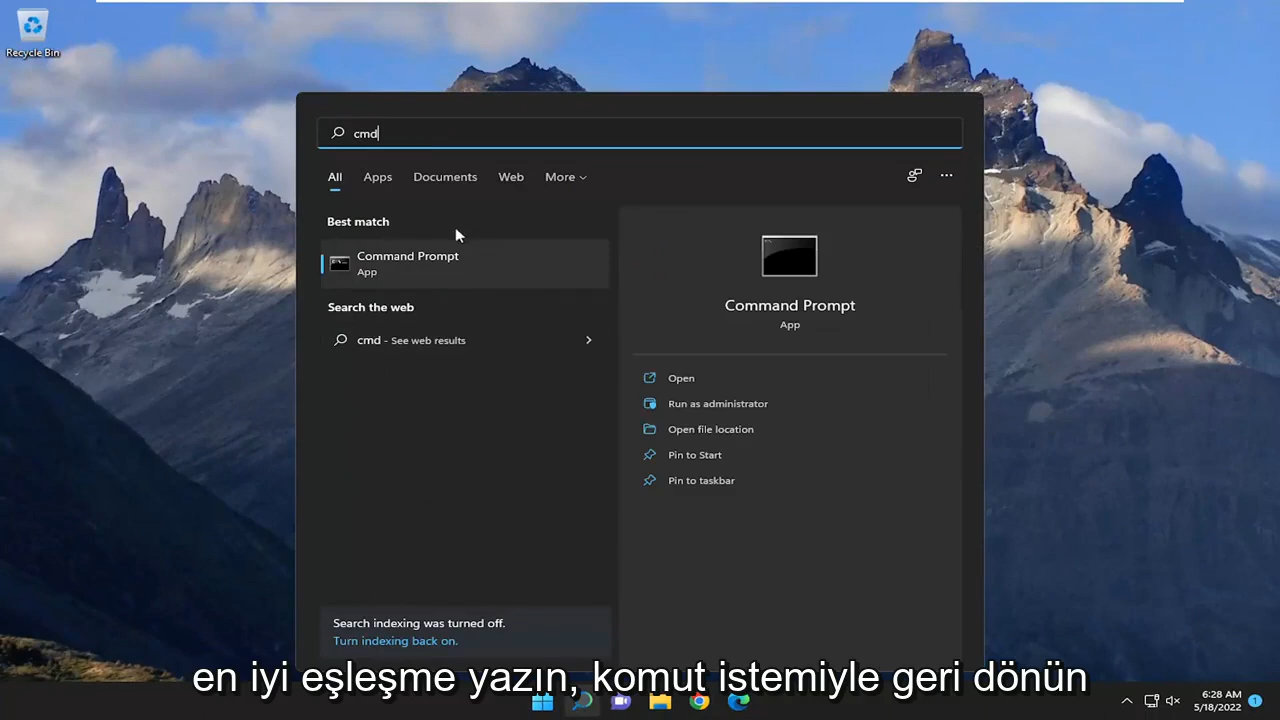 Recycle Bin
cmd
All Apps Documents Web More
Best match
Command Prompt
App
Search the web
cmd - See web results
Command Prompt
App
Open
Run as administrator
Open file location
Pin to Start
Pin to taskbar
Search indexing was turned off.
Turn indexing back on.
en iyi eşleşme yazın, komut istemiyle geri dönün
6:28 AM
5/18/2022
1